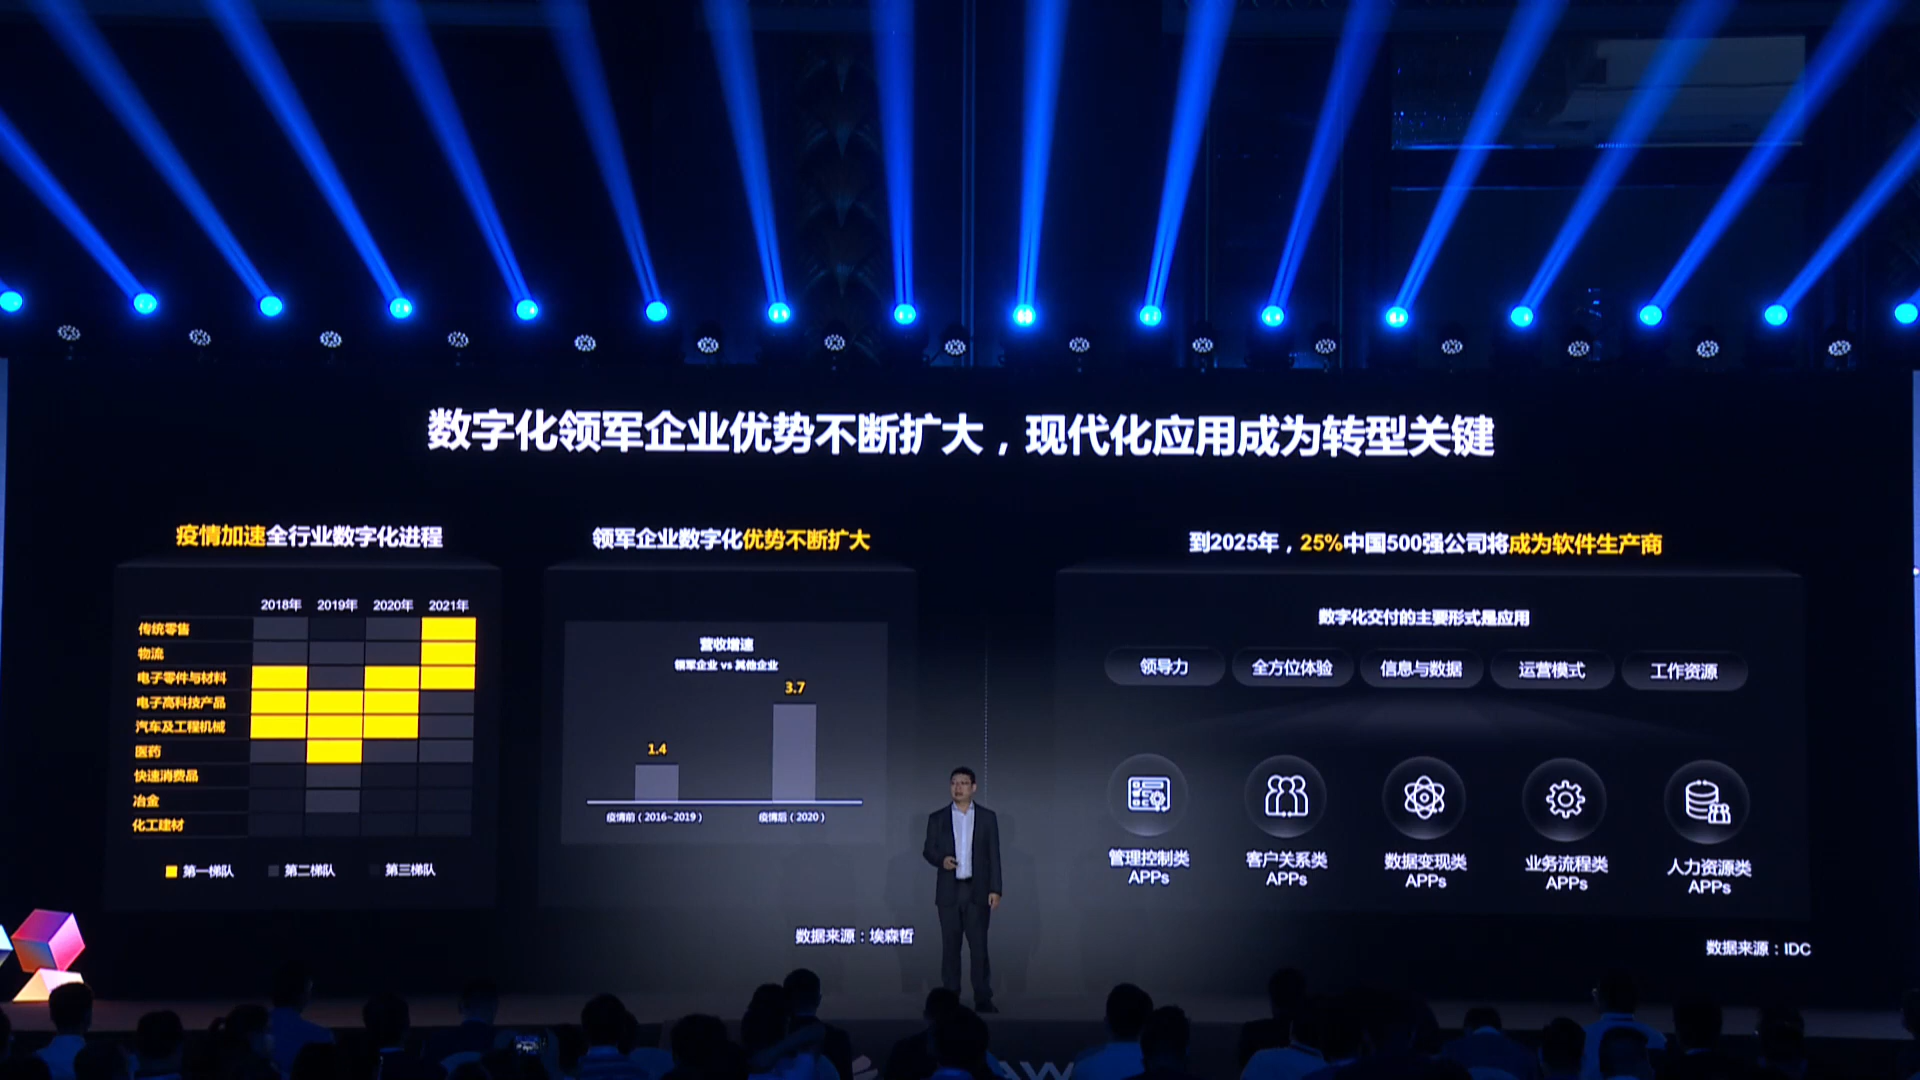 数字化领军企业优势不断扩大，现代化应用成为转型关键
疫情加速全行业数字化进程
2018年 2019年 2020年 2021年
传统零售
物流
电子零件与材料
电子高科技产品
汽车及工程机械
医药
快速消费品
冶金
化工建材
第一梯队 第二梯队 第三梯队
领军企业数字化优势不断扩大
营收增速
领军企业 vs 其他企业
3.7
1.4
疫情前（2016~2019） 疫情后（2020）
数据来源：埃森哲
到2025年，25%中国500强公司将成为软件生产商
数字化交付的主要形式是应用
领导力 全方位体验 信息与数据 运营模式 工作资源
管理控制类 客户关系类 数据变现类 业务流程类 人力资源类
APPs APPs APPs APPs APPs
数据来源：IDC